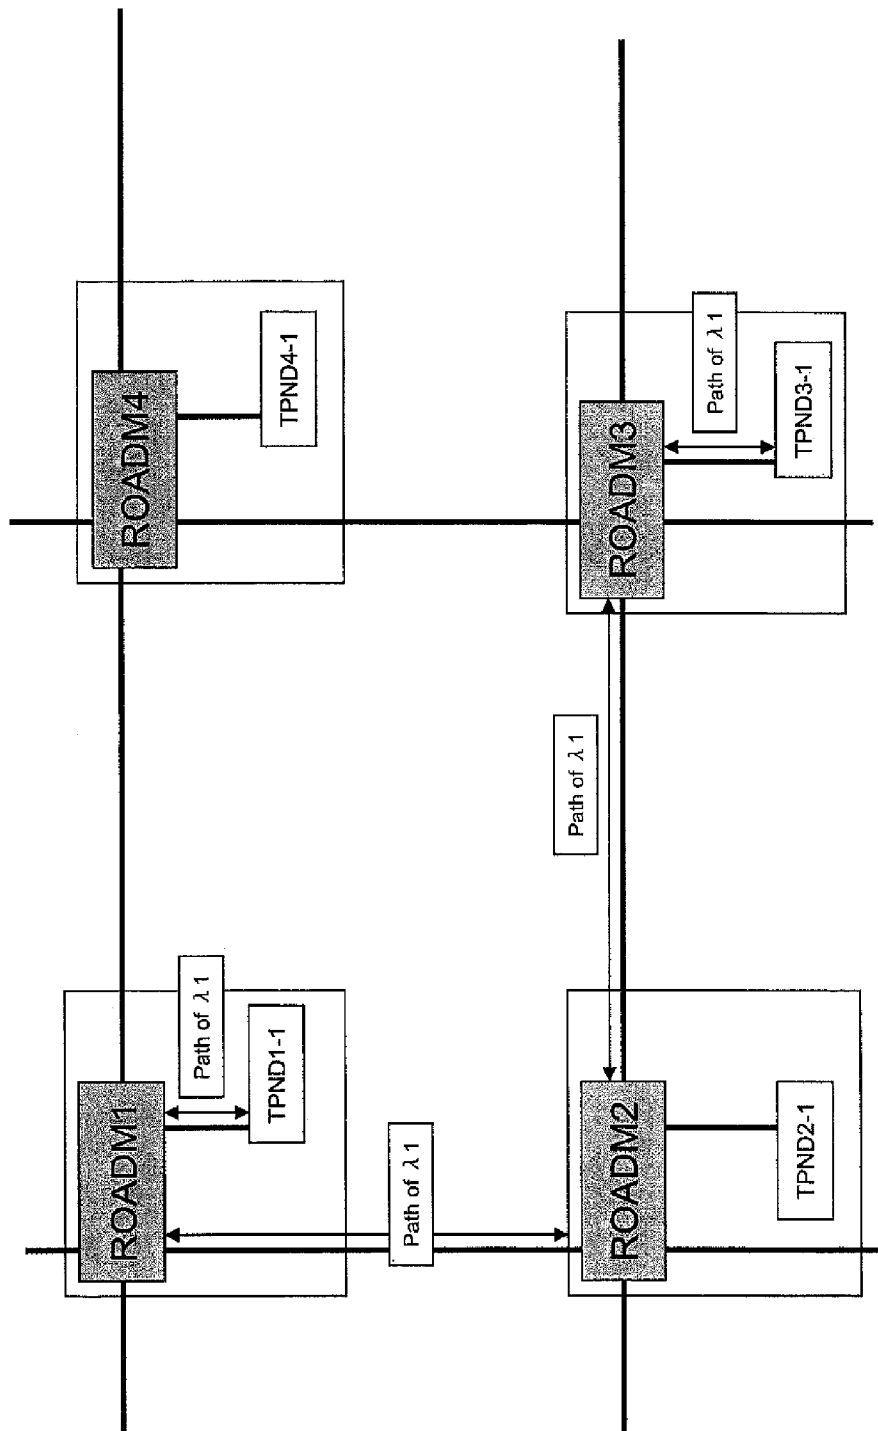 ROADM1
Path of λ1
TPND1-1
ROADM4
TPND4-1
Path of λ1
Path of λ1
ROADM2
TPND2-1
ROADM3
Path of λ1
TPND3-1